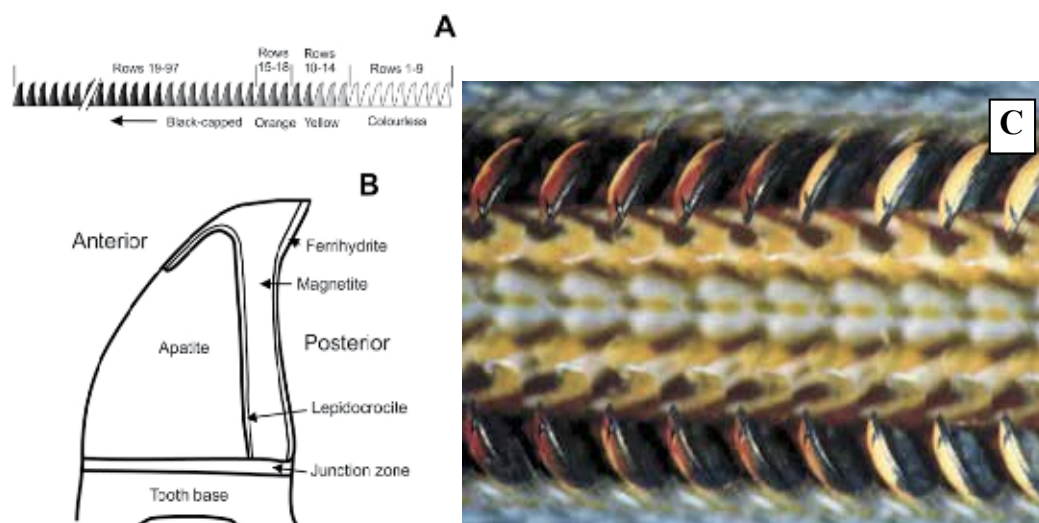 A
Rows 19-97
Rows
15-18
Rows
10-14
Rows 1-9
Black-capped
Orange
Yellow
Colourless
B
Anterior
Ferrihydrite
Magnetite
Apatite
Posterior
Lepidocrocile
Junction zone
Tooth base
C